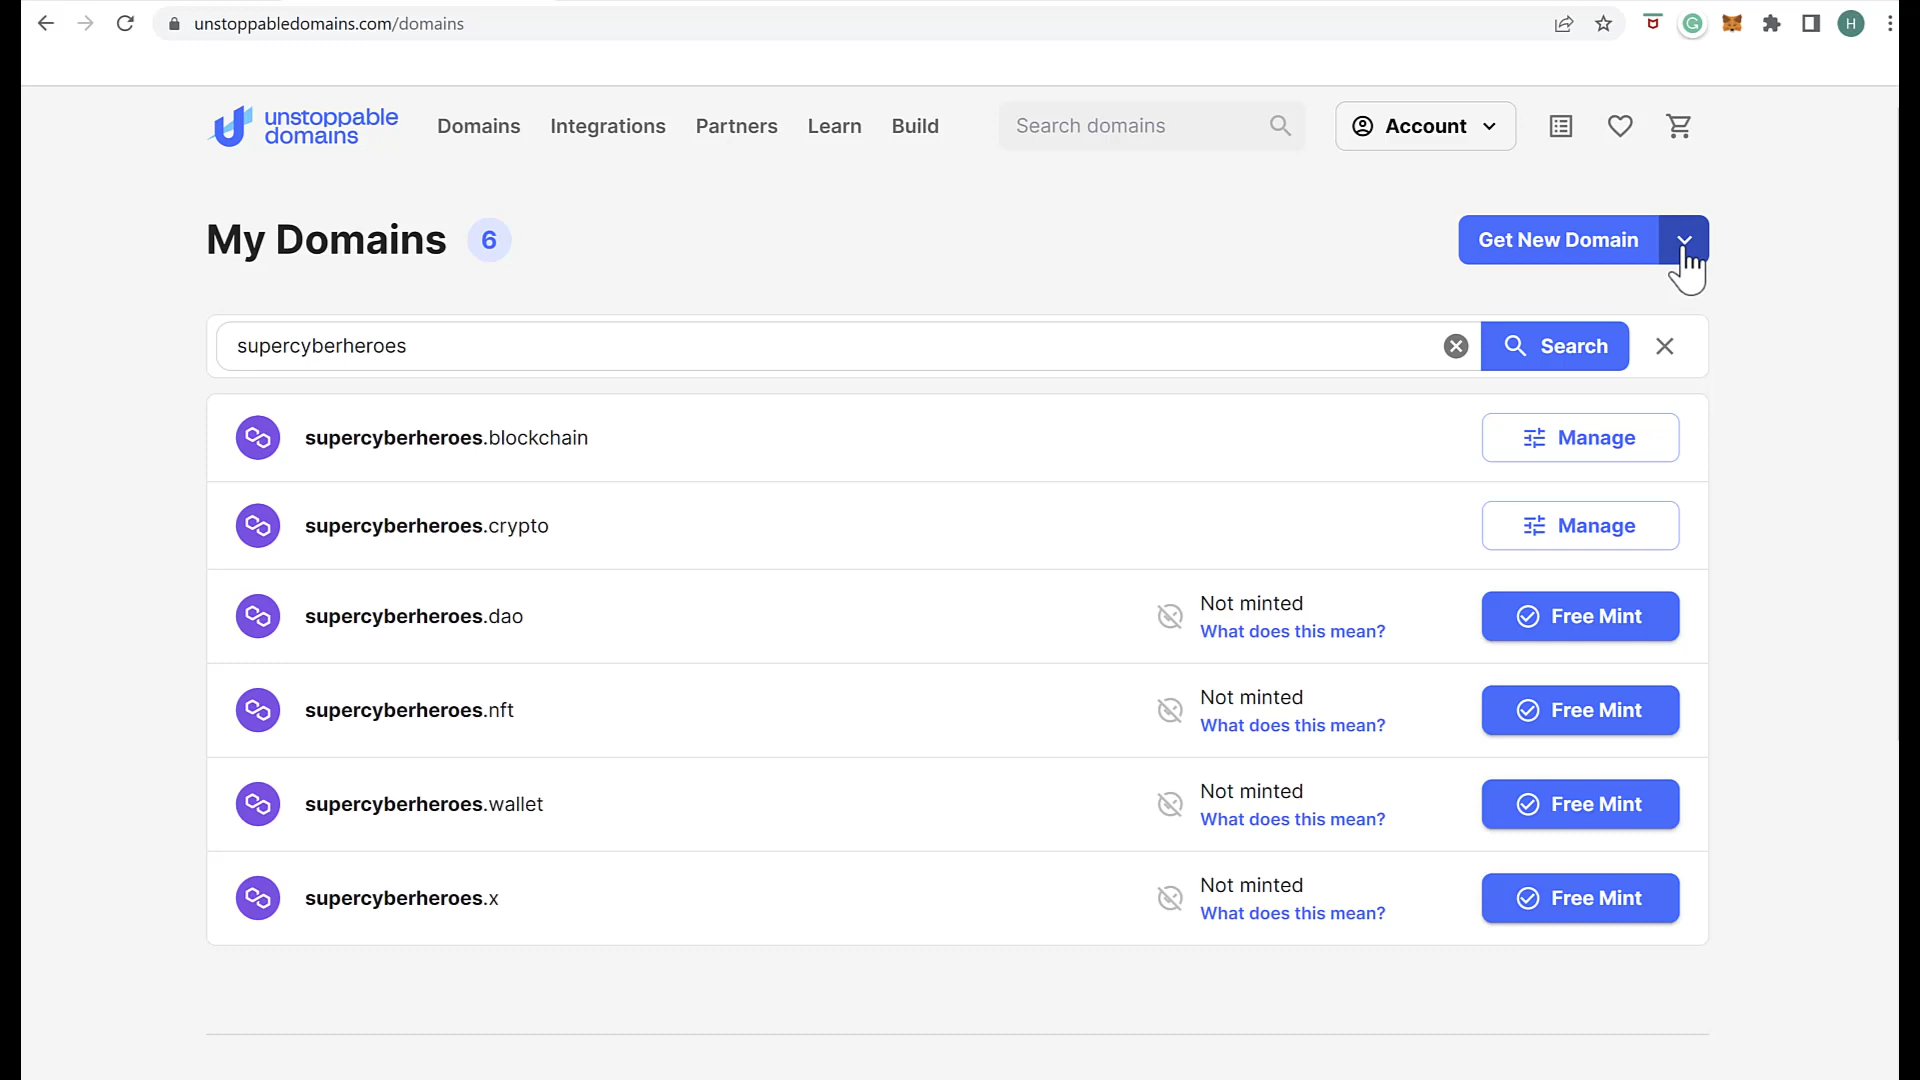 unstoppabledomains.com/domains
H
unstoppable
domains
Domains
Integrations
Partners
Learn
Build
Search domains
Account
My Domains 6
Get New Domain
supercyberheroes
Search
supercyberheroes.blockchain
Manage
supercyberheroes.crypto
Manage
supercyberheroes.dao
Not minted
What does this mean?
Free Mint
supercyberheroes.nft
Not minted
What does this mean?
Free Mint
supercyberheroes.wallet
Not minted
What does this mean?
Free Mint
supercyberheroes.x
Not minted
What does this mean?
Free Mint